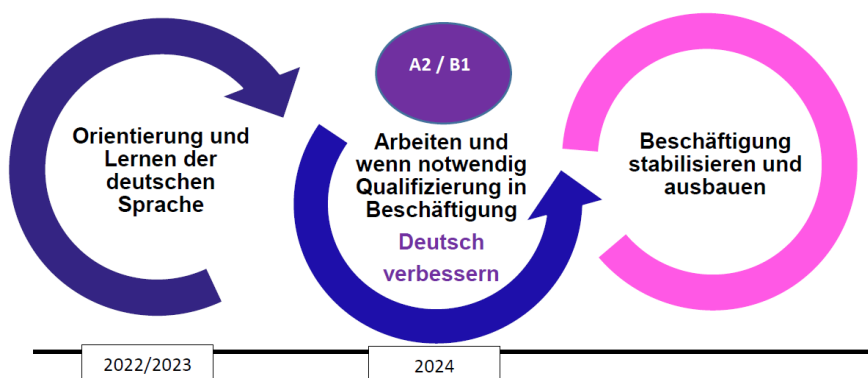 Orientierung und
Lernen der
deutschen
Sprache
A2 / B1
Arbeiten und
wenn notwendig
Qualifizierung in
Beschäftigung
Deutsch
verbessern
Beschäftigung
stabilisieren und
ausbauen
2022/2023
2024